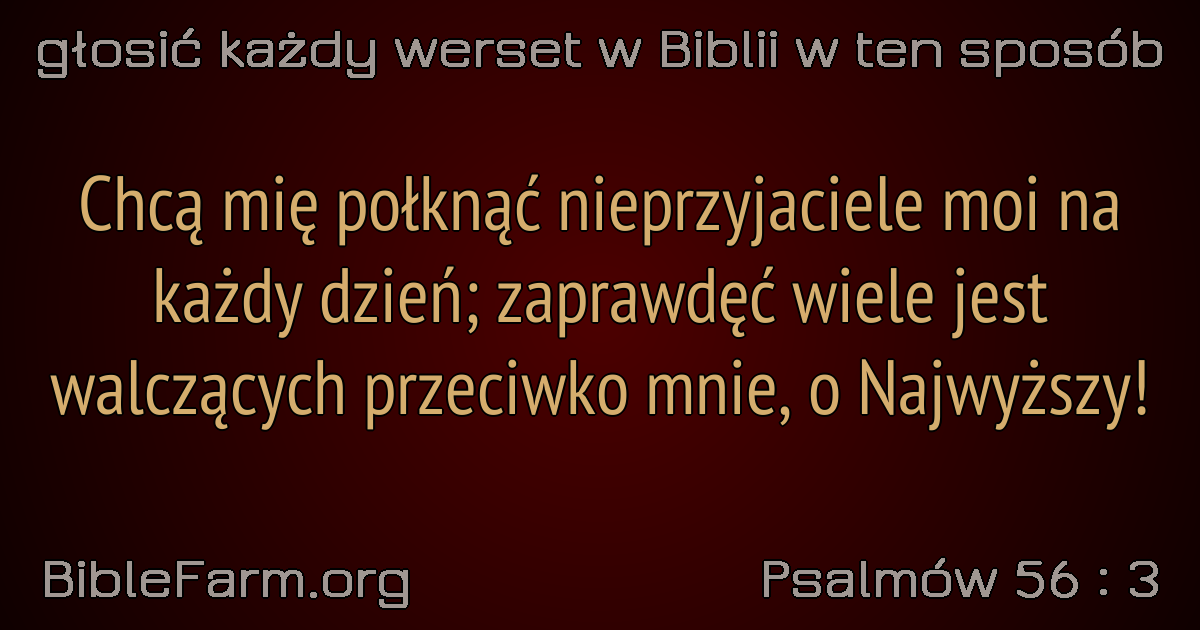 głosić każdy werset w Biblii w ten sposób
Chcą mię połknąć nieprzyjaciele moi na
każdy dzień; zaprawdęć wiele jest
walczących przeciwko mnie, o Najwyższy!
BibleFarm.org
Psalmów 56 : 3